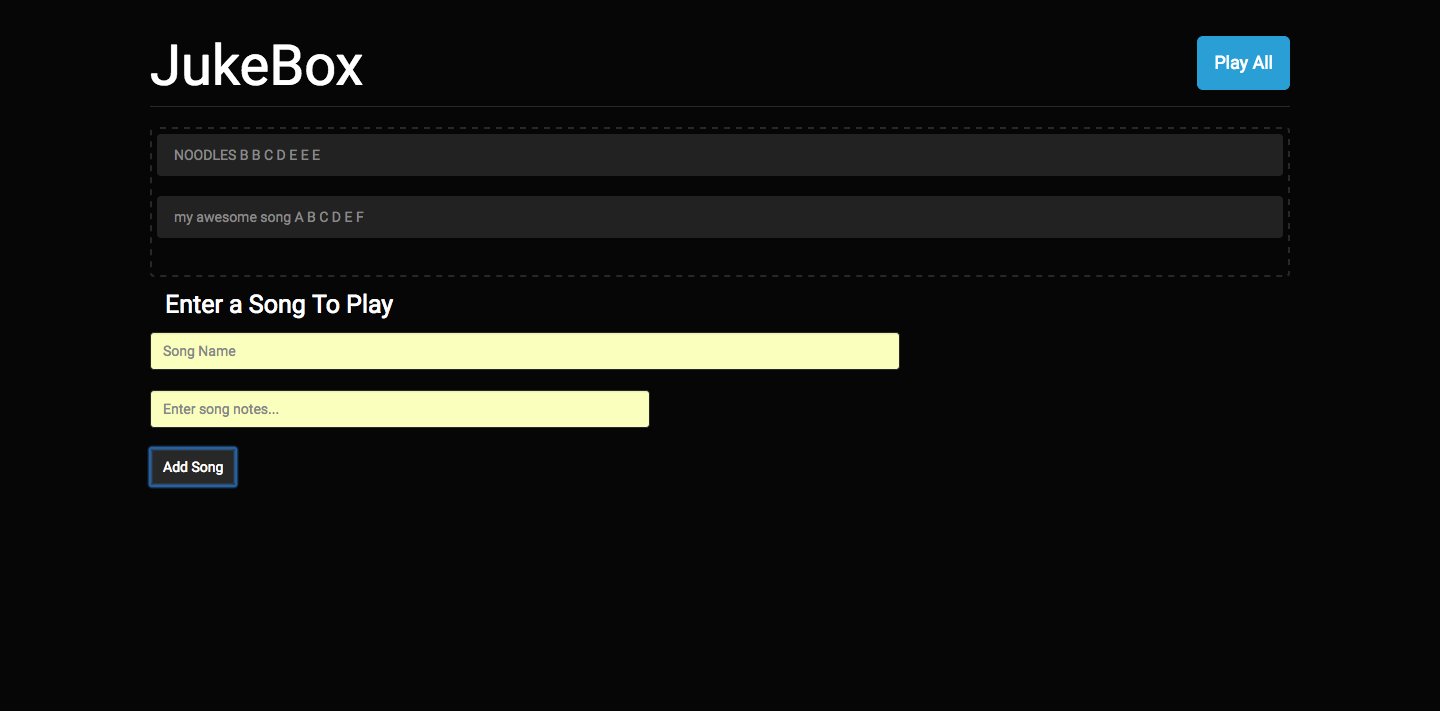 JukeBox
Play All
NOODLES B B C D E E E
my awesome song A B C D E F
Enter a Song To Play
Song Name
Enter song notes...
Add Song